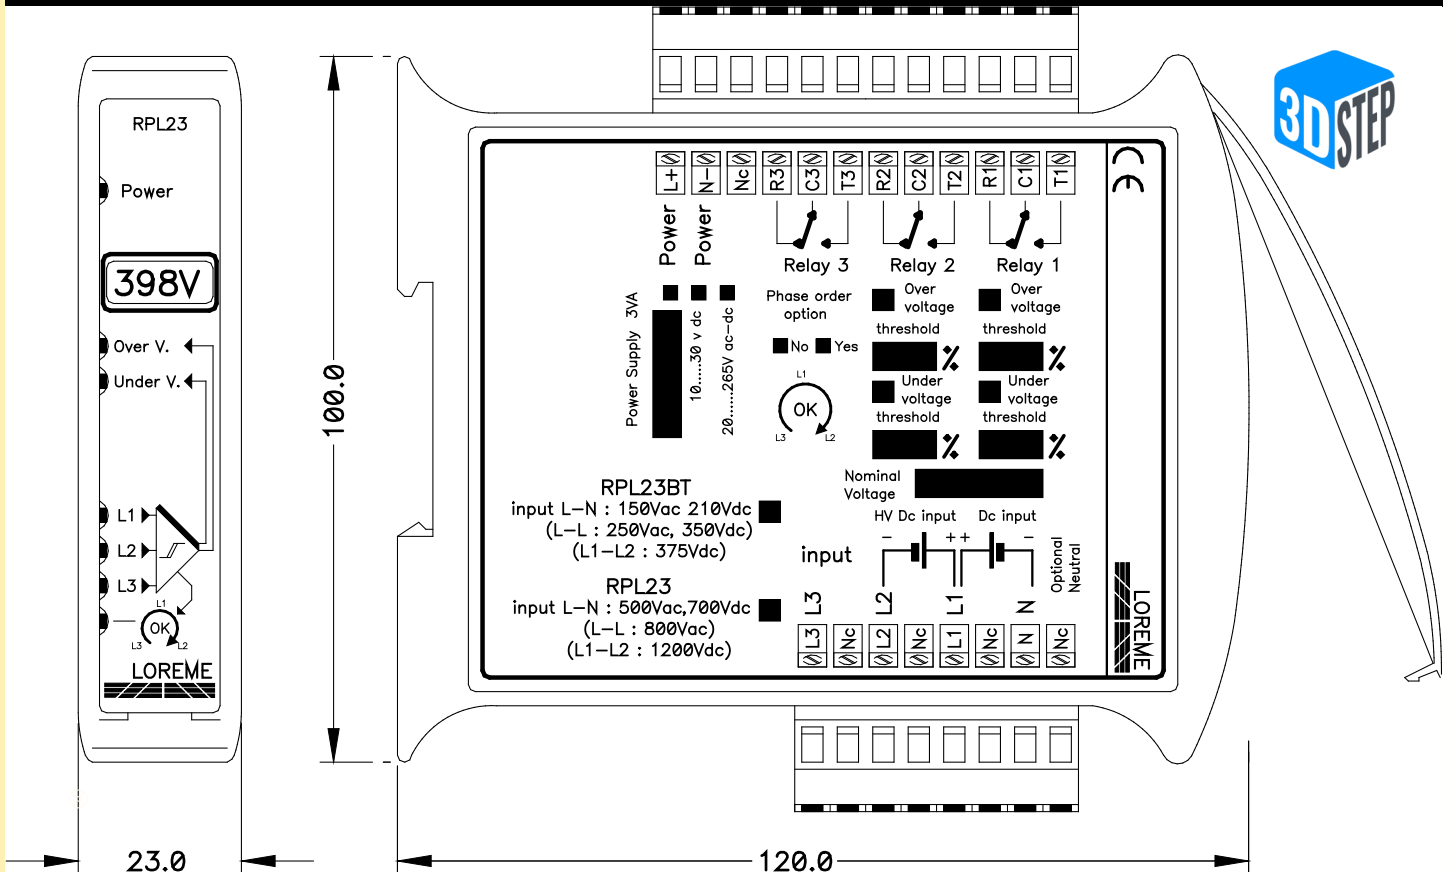 RPL23
Power
398V
Over V.
Under V.
L1
L2
L3
L1
OK
L3
L2
LOREME
23.0
100.0
120.0
3DSTEP
L+
N-
Nc
R3
C3
T3
R2
C2
T2
R1
C1
T1
CE
Power
Power
Relay 3
Relay 2
Relay 1
Power Supply 3VA
10.....30 v dc
20......265V ac-dc
Phase order
option
No
Yes
L1
OK
L3
L2
Over
voltage
threshold
%
Under
voltage
threshold
%
Over
voltage
threshold
%
Under
voltage
threshold
%
Nominal
Voltage
RPL23BT
input L-N : 150Vac 210Vdc
(L-L : 250Vac, 350Vdc)
(L1-L2 : 375Vdc)
RPL23
input L-N : 500Vac,700Vdc
(L-L : 800Vac)
(L1-L2 : 1200Vdc)
HV Dc input
Dc input
- + + -
input
L3
L2
L1
N
Optional
Neutral
L3
Nc
L2
Nc
L1
Nc
N
Nc
LOREME